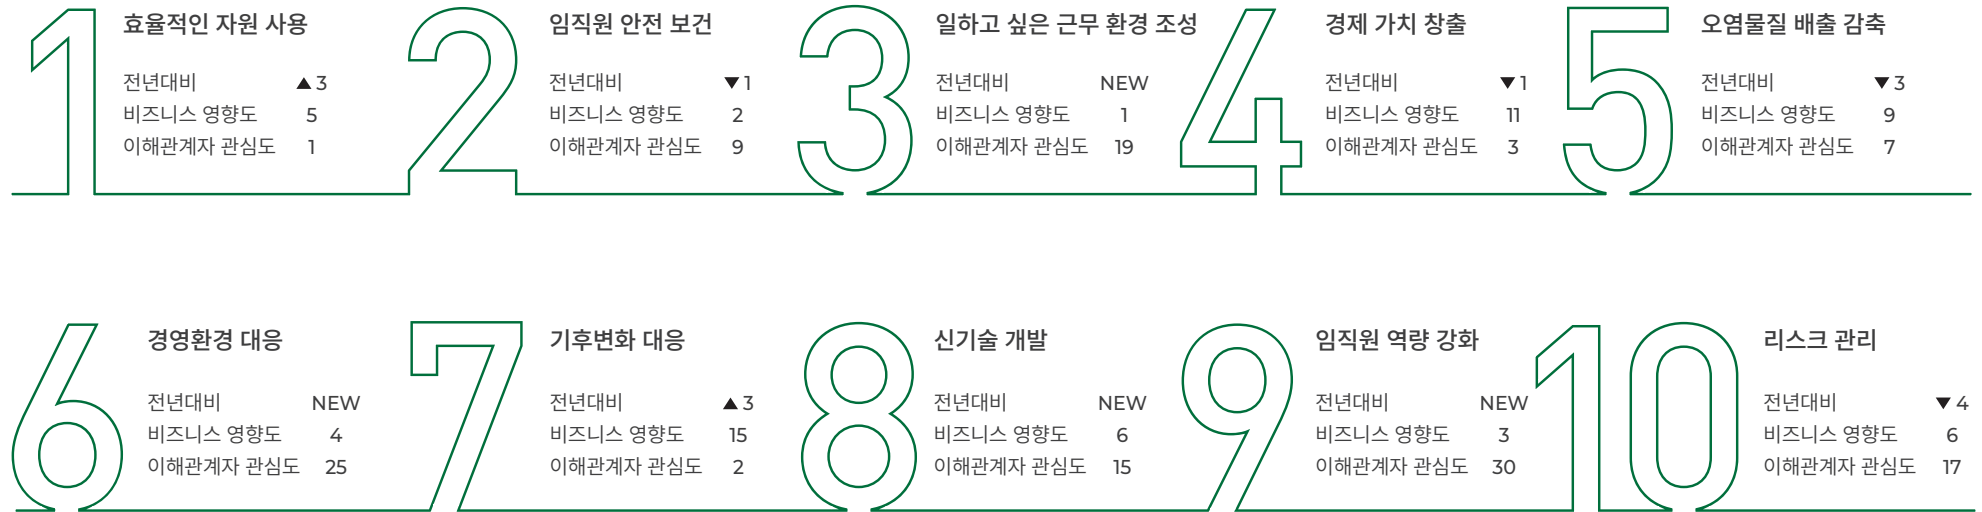 1
효율적인 자원 사용
전년대비 ▲ 3
비즈니스 영향도 5
이해관계자 관심도 1
2
임직원 안전 보건
전년대비 ▼ 1
비즈니스 영향도 2
이해관계자 관심도 9
3
일하고 싶은 근무 환경 조성
전년대비 NEW
비즈니스 영향도 1
이해관계자 관심도 19
4
경제 가치 창출
전년대비 ▼ 1
비즈니스 영향도 11
이해관계자 관심도 3
5
오염물질 배출 감축
전년대비 ▼ 3
비즈니스 영향도 9
이해관계자 관심도 7
6
경영환경 대응
전년대비 NEW
비즈니스 영향도 4
이해관계자 관심도 25
7
기후변화 대응
전년대비 ▲ 3
비즈니스 영향도 15
이해관계자 관심도 2
8
신기술 개발
전년대비 NEW
비즈니스 영향도 6
이해관계자 관심도 15
9
임직원 역량 강화
전년대비 NEW
비즈니스 영향도 3
이해관계자 관심도 30
10
리스크 관리
전년대비 ▼ 4
비즈니스 영향도 6
이해관계자 관심도 17